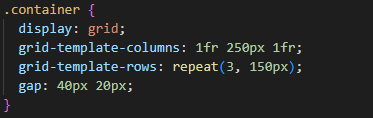 .container {
  display: grid;
  grid-template-columns: 1fr 250px 1fr;
  grid-template-rows: repeat(3, 150px);
  gap: 40px 20px;
}